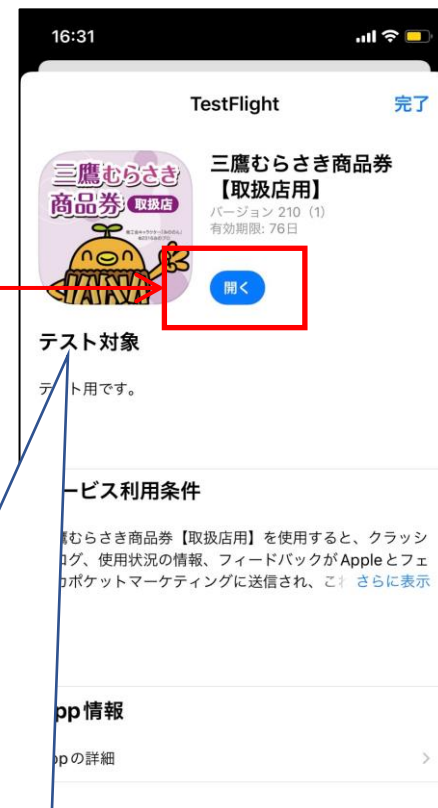 16:31
TestFlight
完了
三鷹むらさき
商品券 取扱店
三鷹むらさき商品券
【取扱店用】
バージョン 210 (1)
有効期限: 76日
開く
テスト対象
テ ト用です。
ービス利用条件
むらさき商品券【取扱店用】を使用すると、クラッシ
ログ、使用状況の情報、フィードバックがAppleとフェ
カポケットマーケティングに送信され、これ さらに表示
pp 情報
ppの詳細